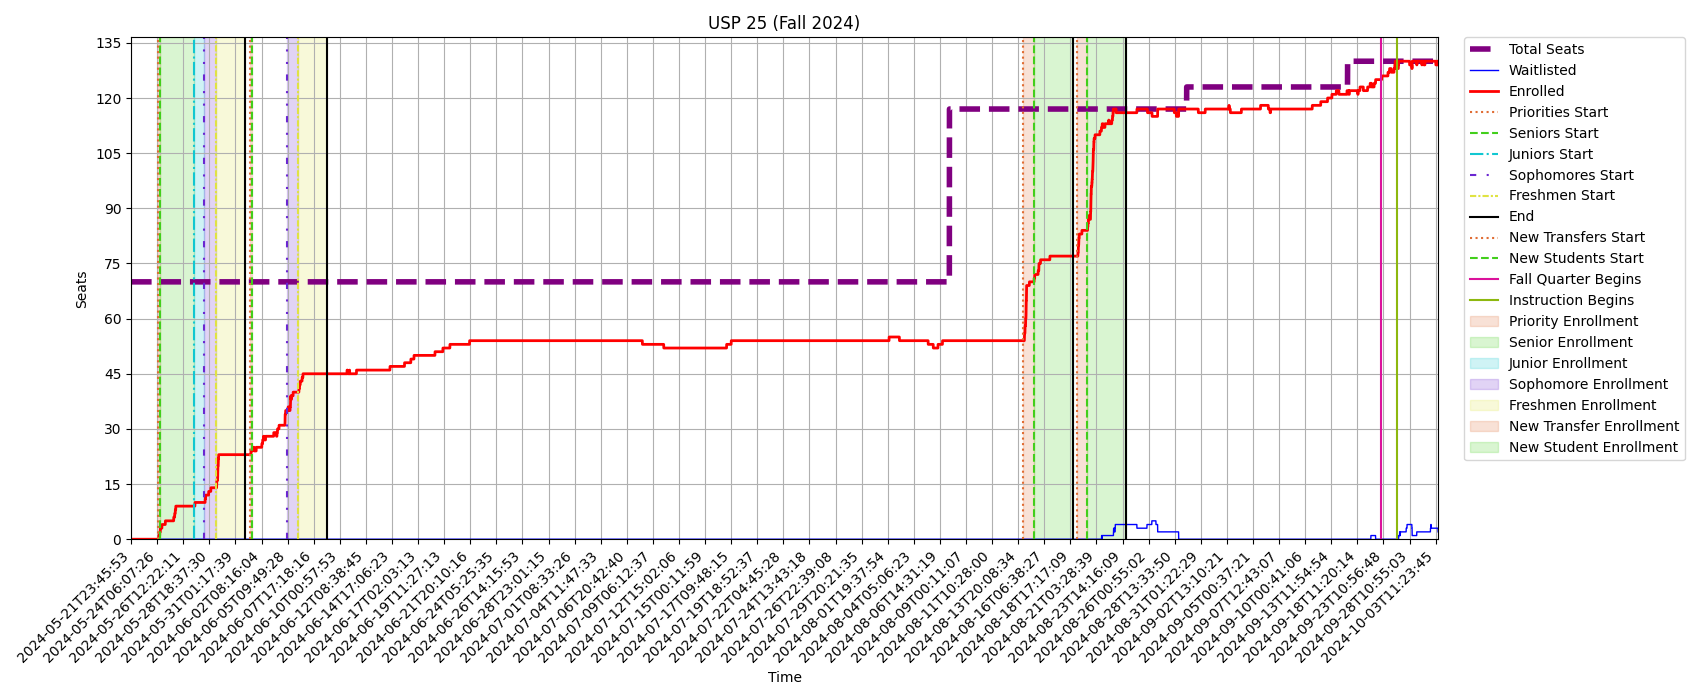 USP 25 (Fall 2024)
Seats
135
120
105
90
75
60
45
30
15
0
2024-05-21T23:45:53
2024-05-24T06:07:26
2024-05-26T12:22:11
2024-05-28T18:37:30
2024-05-31T01:17:39
2024-06-02T08:16:04
2024-06-05T09:49:28
2024-06-07T17:18:16
2024-06-10T00:57:53
2024-06-12T08:38:45
2024-06-14T17:06:23
2024-06-17T02:03:13
2024-06-19T11:27:13
2024-06-21T20:10:16
2024-06-24T05:25:35
2024-06-26T14:15:53
2024-06-28T23:01:15
2024-07-01T08:33:26
2024-07-04T11:47:33
2024-07-06T20:42:40
2024-07-09T06:12:37
2024-07-12T15:02:06
2024-07-15T00:11:59
2024-07-17T09:48:15
2024-07-19T18:52:37
2024-07-22T04:45:28
2024-07-24T13:43:18
2024-07-26T22:39:08
2024-07-29T20:21:35
2024-08-01T19:37:54
2024-08-04T05:06:23
2024-08-06T14:31:19
2024-08-09T00:11:07
2024-08-11T10:28:00
2024-08-13T20:08:34
2024-08-16T06:38:27
2024-08-18T17:17:09
2024-08-21T03:28:39
2024-08-23T14:16:09
2024-08-26T00:55:02
2024-08-28T13:33:50
2024-08-31T01:22:29
2024-09-02T13:10:21
2024-09-05T00:37:21
2024-09-07T12:43:07
2024-09-10T00:41:06
2024-09-13T11:54:54
2024-09-18T11:20:14
2024-09-23T10:56:48
2024-09-28T10:55:03
2024-10-03T11:23:45
Time
Total Seats
Waitlisted
Enrolled
Priorities Start
Seniors Start
Juniors Start
Sophomores Start
Freshmen Start
End
New Transfers Start
New Students Start
Fall Quarter Begins
Instruction Begins
Priority Enrollment
Senior Enrollment
Junior Enrollment
Sophomore Enrollment
Freshmen Enrollment
New Transfer Enrollment
New Student Enrollment